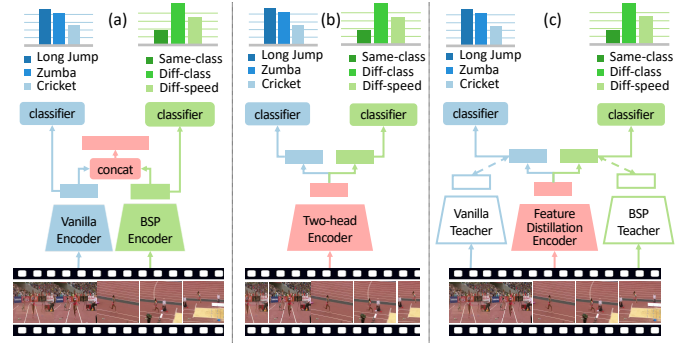 (a)
Long Jump
Zumba
Cricket
Same-class
Diff-class
Diff-speed
classifier
classifier
concat
Vanilla
Encoder
BSP
Encoder
(b)
Long Jump
Zumba
Cricket
Same-class
Diff-class
Diff-speed
classifier
classifier
Two-head
Encoder
(c)
Long Jump
Zumba
Cricket
Same-class
Diff-class
Diff-speed
classifier
classifier
Vanilla
Teacher
Feature
Distillation
Encoder
BSP
Teacher